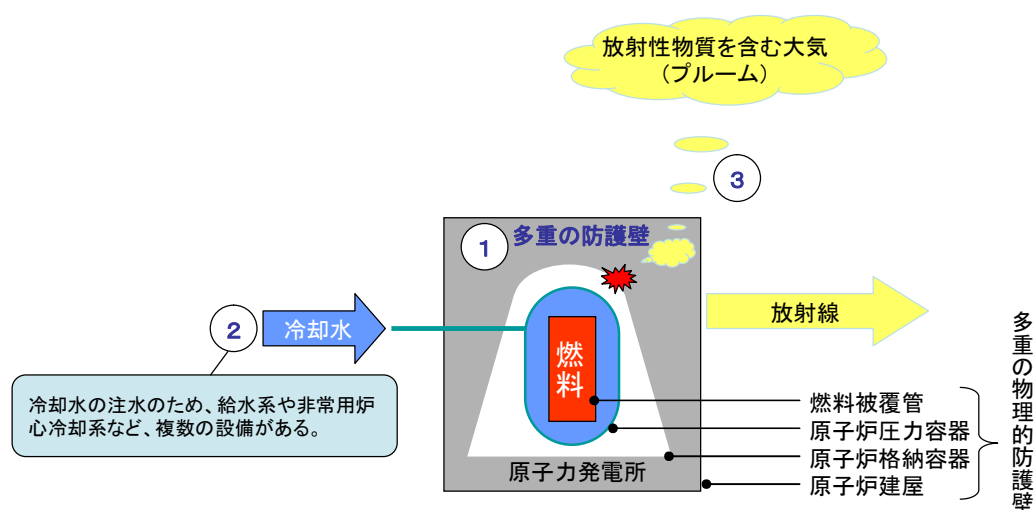 放射性物質を含む大気
（プルーム）
3
1
多重の防護壁
2
冷却水
燃料
放射線
冷却水の注水のため、給水系や非常用炉
心冷却系など、複数の設備がある。
原子力発電所
燃料被覆管
原子炉圧力容器
原子炉格納容器
原子炉建屋
多重の物理的防護壁